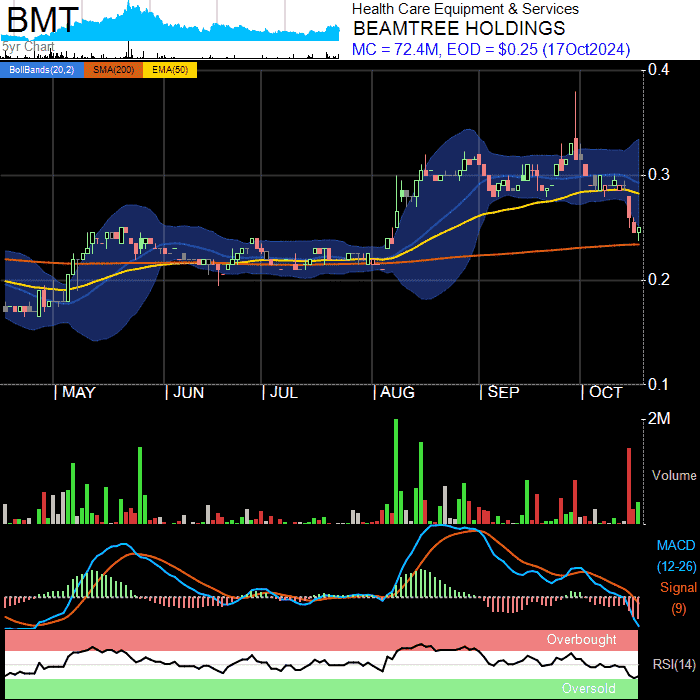 BMT
5yr Chart
Health Care Equipment & Services
BEAMTREE HOLDINGS
MC = 72.4M, EOD = $0.25 (17Oct2024)
BollBands(20,2) SMA(200) EMA(50)
0.4
0.3
0.2
0.1
MAY JUN JUL AUG SEP OCT
2M
Volume
MACD
(12-26)
Signal
(9)
Overbought
RSI(14)
Oversold